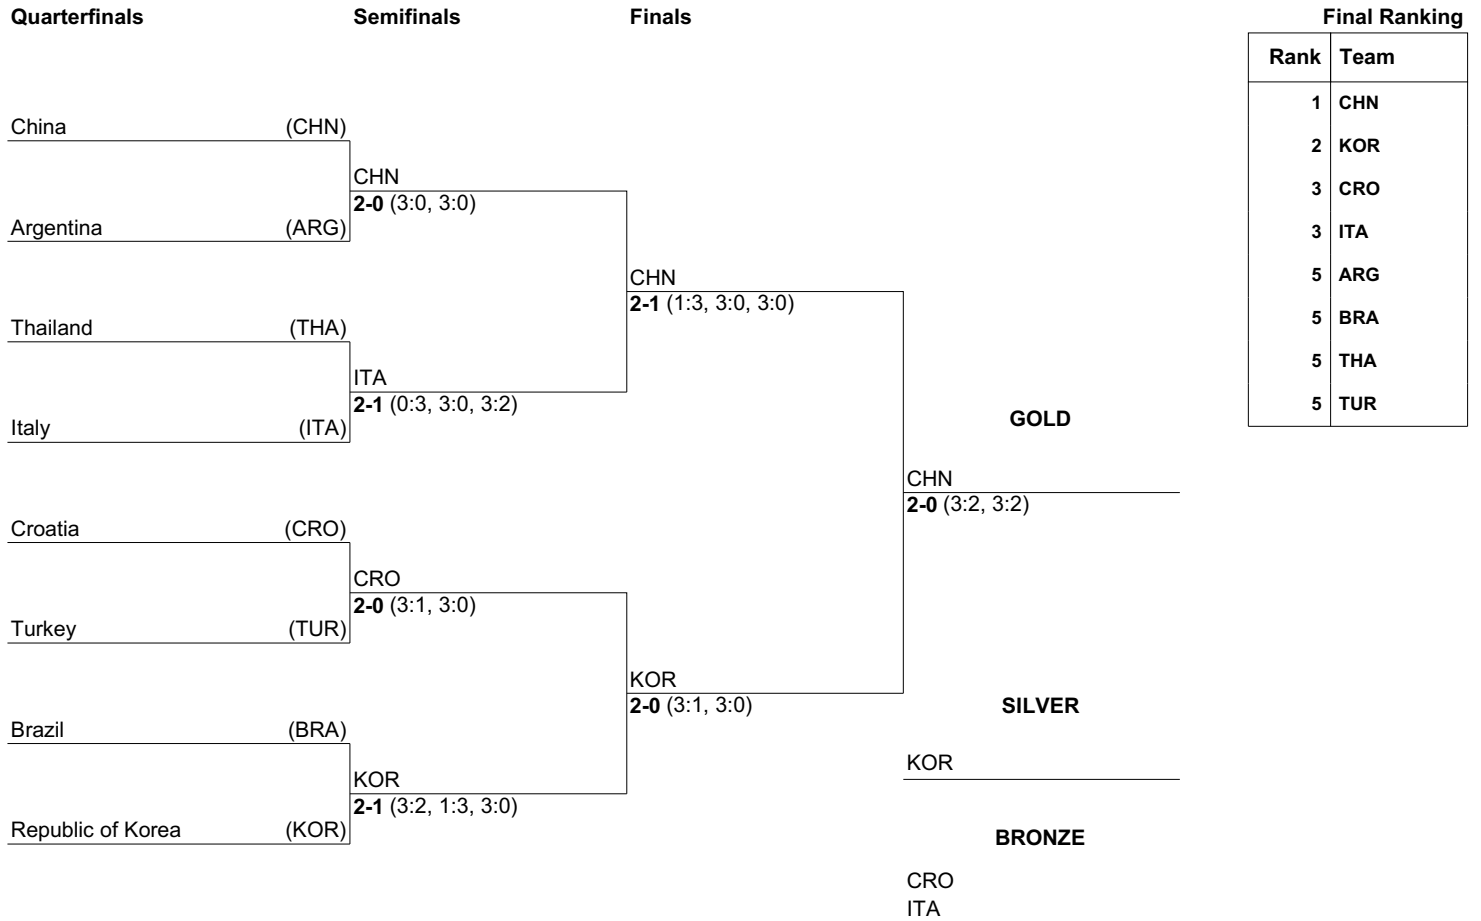 Quarterfinals Semifinals Finals Final Ranking
Rank Team
1 CHN
2 KOR
3 CRO
3 ITA
5 ARG
5 BRA
5 THA
5 TUR
China (CHN)
CHN
2-0 (3:0, 3:0)
Argentina (ARG)
CHN
2-1 (1:3, 3:0, 3:0)
Thailand (THA)
ITA
2-1 (0:3, 3:0, 3:2)
Italy (ITA)
GOLD
CHN
2-0 (3:2, 3:2)
Croatia (CRO)
CRO
2-0 (3:1, 3:0)
Turkey (TUR)
KOR
2-0 (3:1, 3:0)
SILVER
Brazil (BRA)
KOR
KOR
2-1 (3:2, 1:3, 3:0)
Republic of Korea (KOR)
BRONZE
CRO
ITA